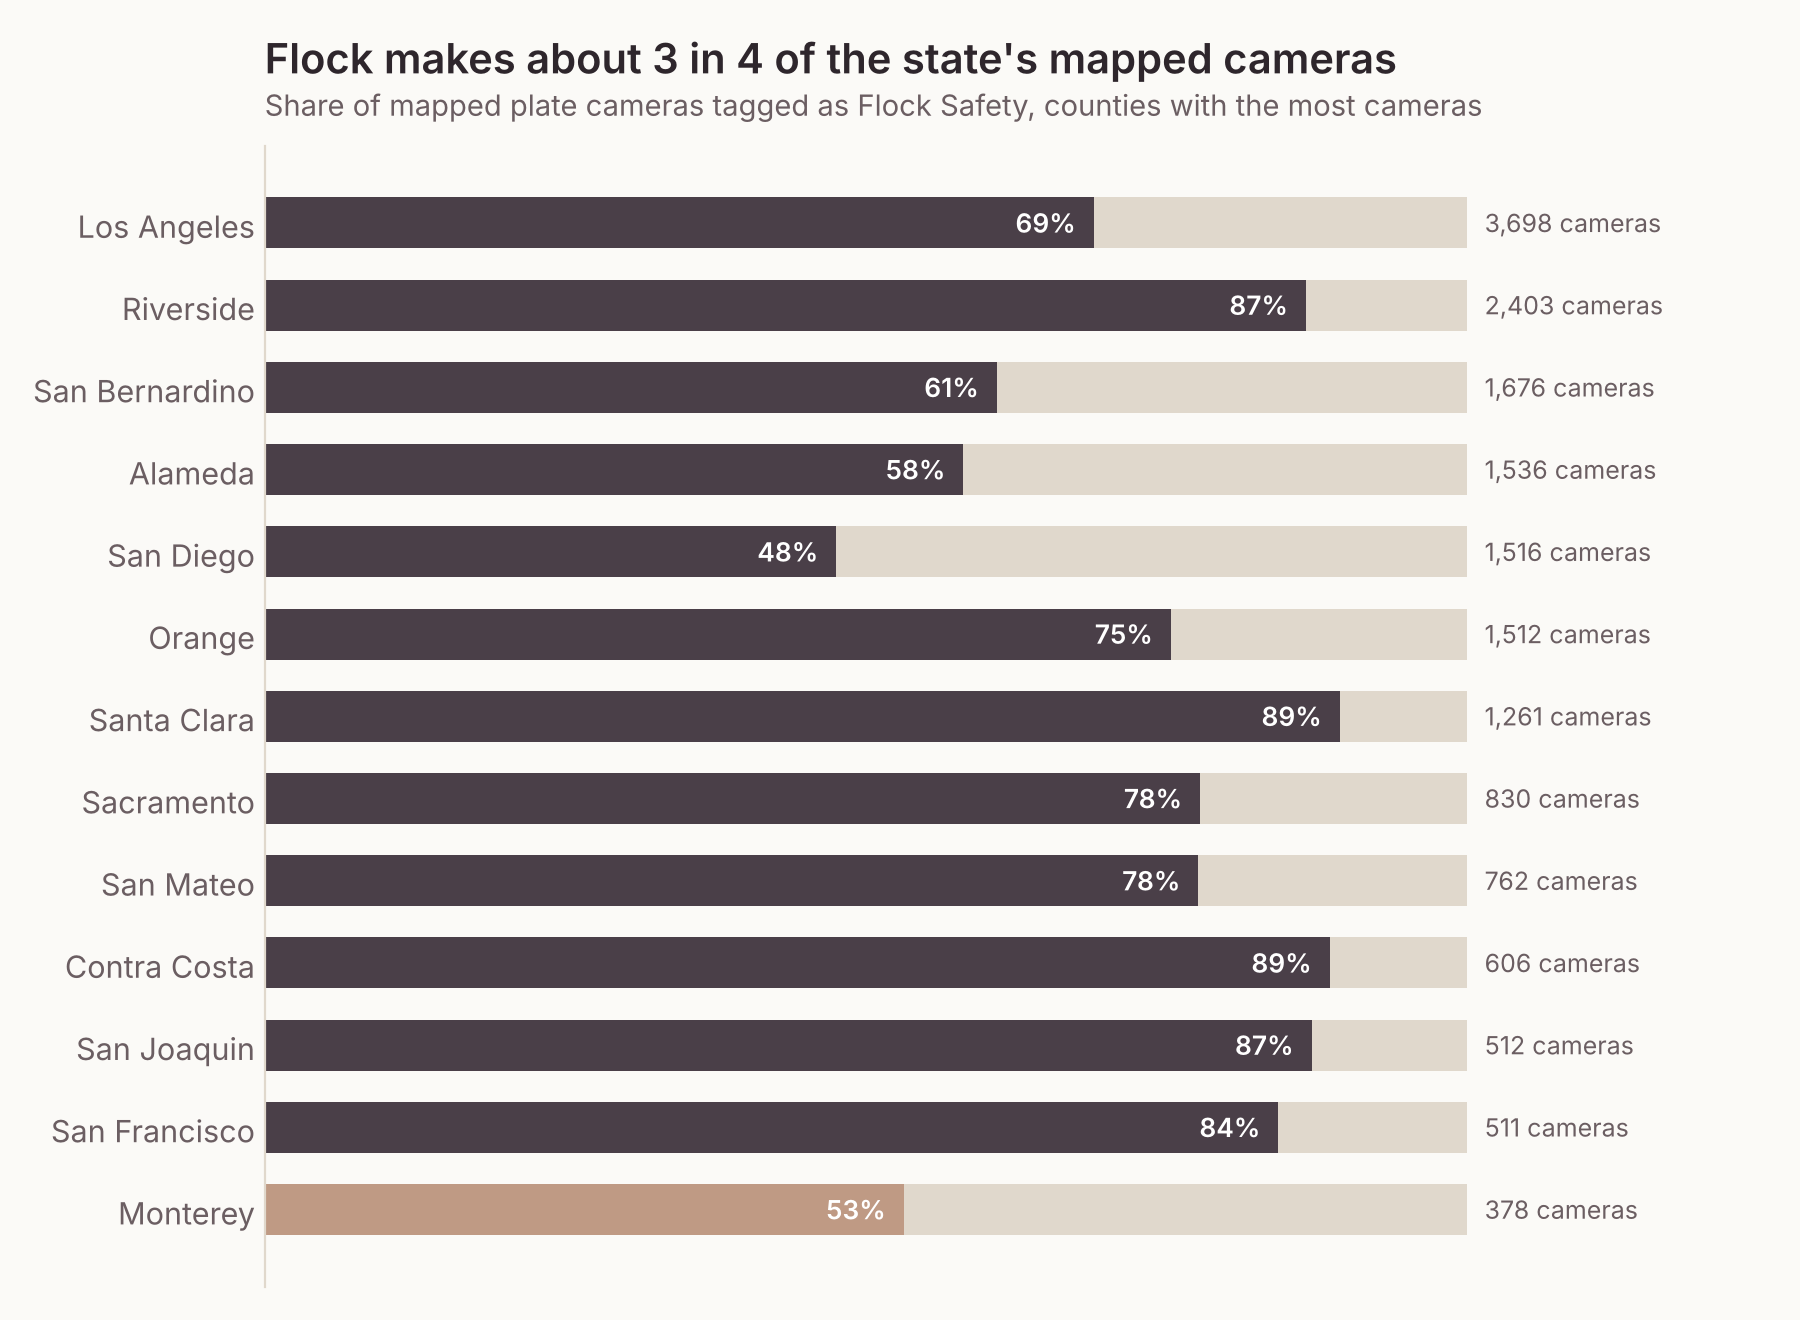 Flock makes about 3 in 4 of the state's mapped cameras
Share of mapped plate cameras tagged as Flock Safety, counties with the most cameras
Los Angeles 69% 3,698 cameras
Riverside 87% 2,403 cameras
San Bernardino 61% 1,676 cameras
Alameda 58% 1,536 cameras
San Diego 48% 1,516 cameras
Orange 75% 1,512 cameras
Santa Clara 89% 1,261 cameras
Sacramento 78% 830 cameras
San Mateo 78% 762 cameras
Contra Costa 89% 606 cameras
San Joaquin 87% 512 cameras
San Francisco 84% 511 cameras
Monterey 53% 378 cameras